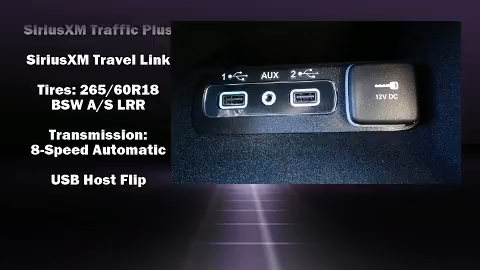 SiriusXM Traffic Plus
SiriusXM Travel Link
Tires: 265/60R18
BSW A/S LRR
Transmission:
8-Speed Automatic
USB Host Flip
1 AUX 2
12V DC